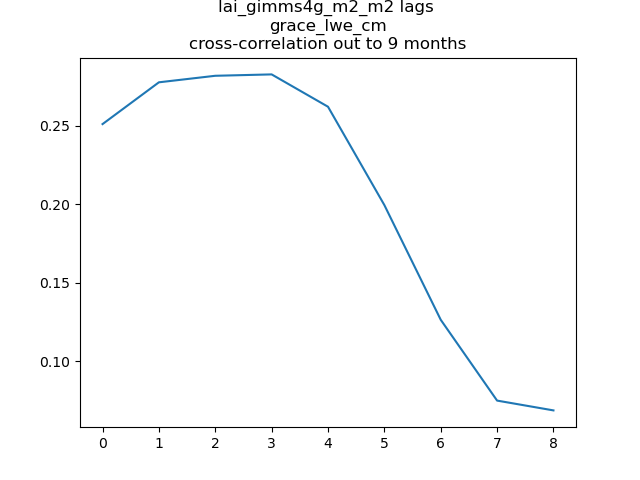 lai_gimms4g_m2_m2 lags
grace_lwe_cm
cross-correlation out to 9 months
0.25
0.20
0.15
0.10
0 1 2 3 4 5 6 7 8